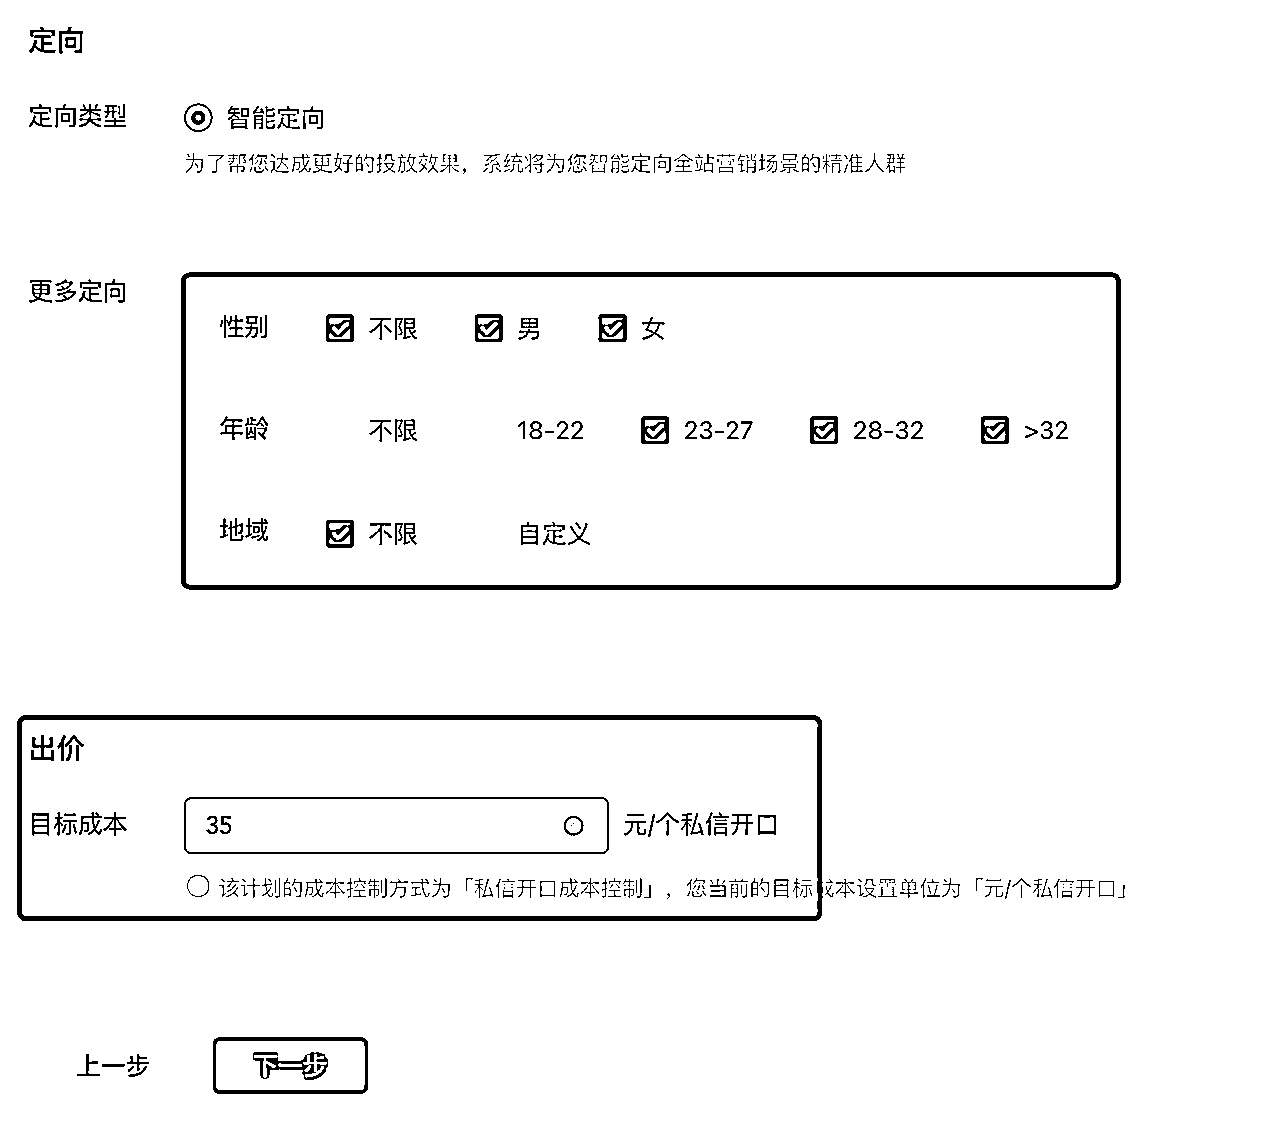 定向
定向类型 智能定向
为了帮您达成更好的投放效果，系统将为您智能定向全站营销场景的精准人群
更多定向
性别 不限 男 女
年龄 不限 18-22 23-27 28-32 >32
地域 不限 自定义
出价
目标成本 35 元/个私信开口
该计划的成本控制方式为「私信开口成本控制」，您当前的目标成本设置单位为「元/个私信开口」
上一步 下一步